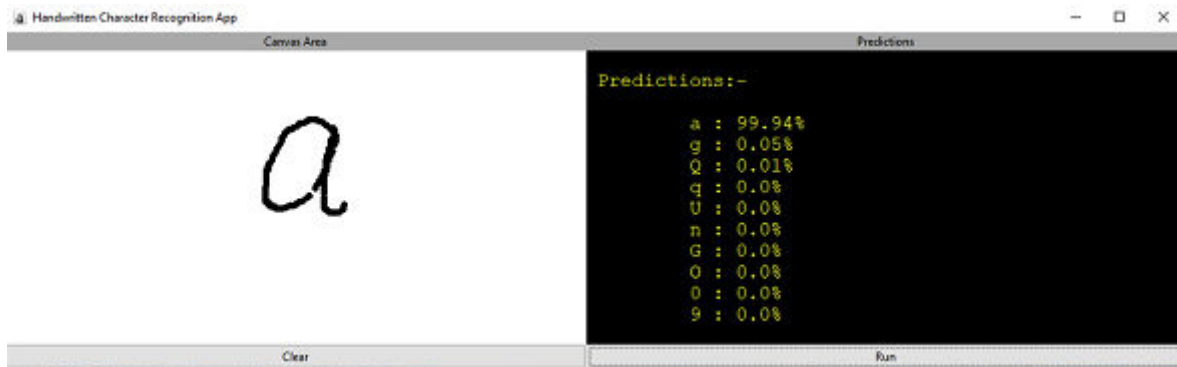 Handwritten Character Recognition App
Canvas Area
Predictions
a
Predictions:-
a : 99.94%
g : 0.05%
Q : 0.01%
q : 0.0%
U : 0.0%
n : 0.0%
G : 0.0%
O : 0.0%
0 : 0.0%
9 : 0.0%
Clear
Run